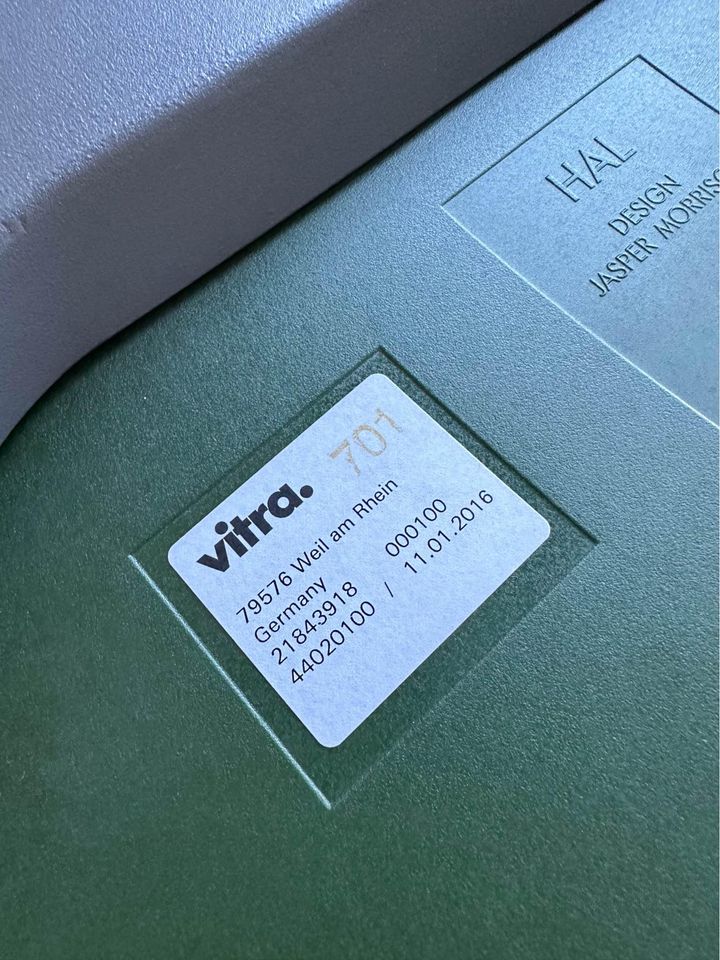 HAL
DESIGN
JASPER MORRISO
vitra. 701
79576 Weil am Rhein
Germany
21843918 000100
44020100 / 11.01.2016